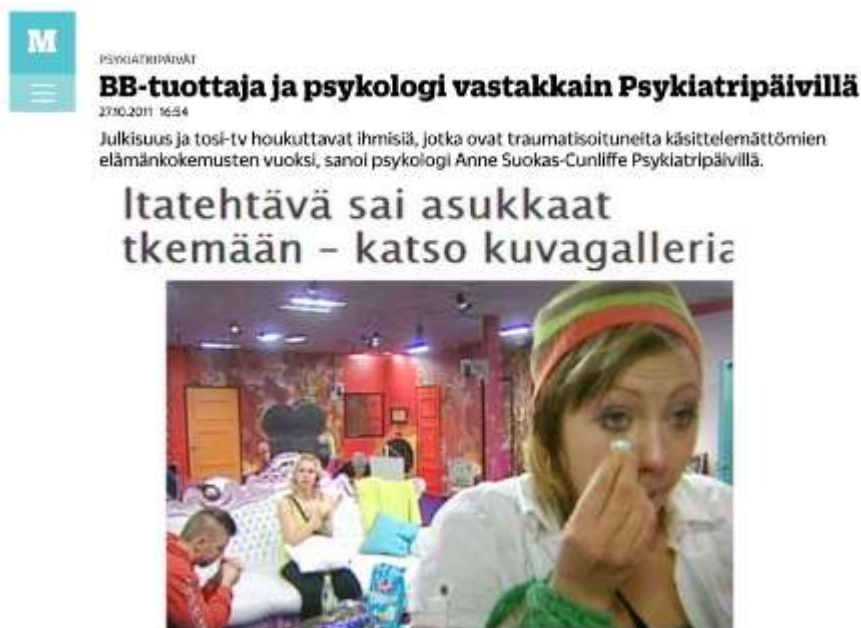 M
PSYKIATRIPÄIVÄT
BB-tuottaja ja psykologi vastakkain Psykiatripäivillä
27.10.2011 16:54
Julkisuus ja tosi-tv houkuttavat ihmisiä, jotka ovat traumatisoituneita käsittelemättömien
elämänkokemusten vuoksi, sanoi psykologi Anne Suokas-Cunliffe Psykiatripäivillä.
ltatehtävä sai asukkaat
tkemään – katso kuvagalleria